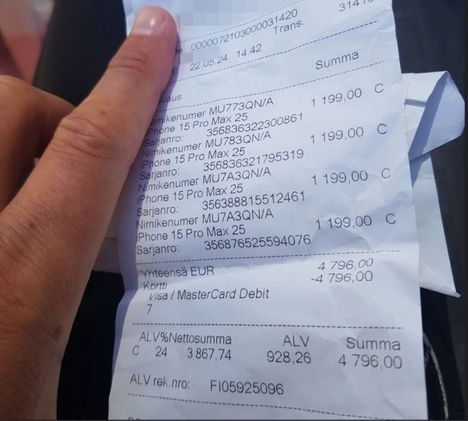 0000072103000031420
Trans.
22.05.24 14.42
Summa
Nimikenumer MU773QN/A
iPhone 15 Pro Max 25 1 199,00 C
Sarjanro: 356836322300861
Nimikenumer MU783QN/A
iPhone 15 Pro Max 25 1 199,00 C
Sarjanro: 356836321795319
Nimikenumer MU7A3QN/A
iPhone 15 Pro Max 25 1 199,00 C
Sarjanro: 356388815512461
Nimikenumer MU7A3QN/A
iPhone 15 Pro Max 25 1 199,00 C
Sarjanro: 356876525594076
Yhteensä EUR 4 796,00
Kortti -4 796,00
Visa / MasterCard Debit
7
ALV%Nettosumma ALV Summa
C 24 3 867,74 928,26 4 796,00
ALV rek.nro: FI05925096